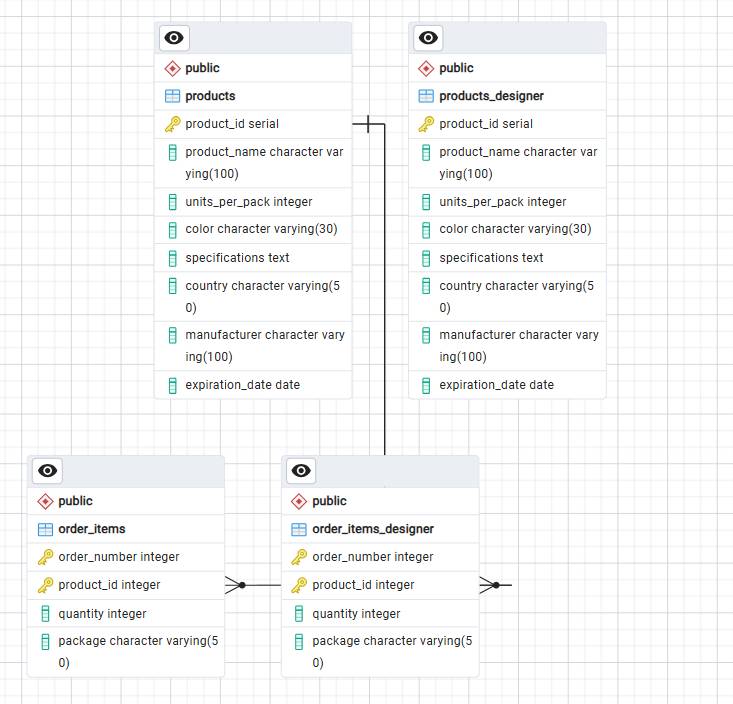 public
products
product_id serial
product_name character var
ying(100)
units_per_pack integer
color character varying(30)
specifications text
country character varying(5
0)
manufacturer character vary
ing(100)
expiration_date date
public
products_designer
product_id serial
product_name character var
ying(100)
units_per_pack integer
color character varying(30)
specifications text
country character varying(5
0)
manufacturer character vary
ing(100)
expiration_date date
public
order_items
order_number integer
product_id integer
quantity integer
package character varying(5
0)
public
order_items_designer
order_number integer
product_id integer
quantity integer
package character varying(5
0)